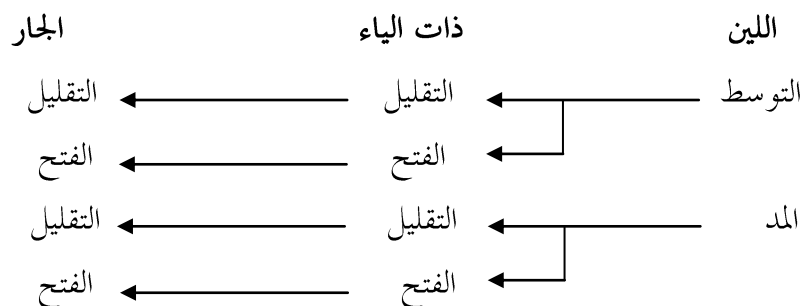 اللين ذات الياء الجار
التوسط التقليل التقليل
الفتح الفتح
المد التقليل التقليل
الفتح الفتح